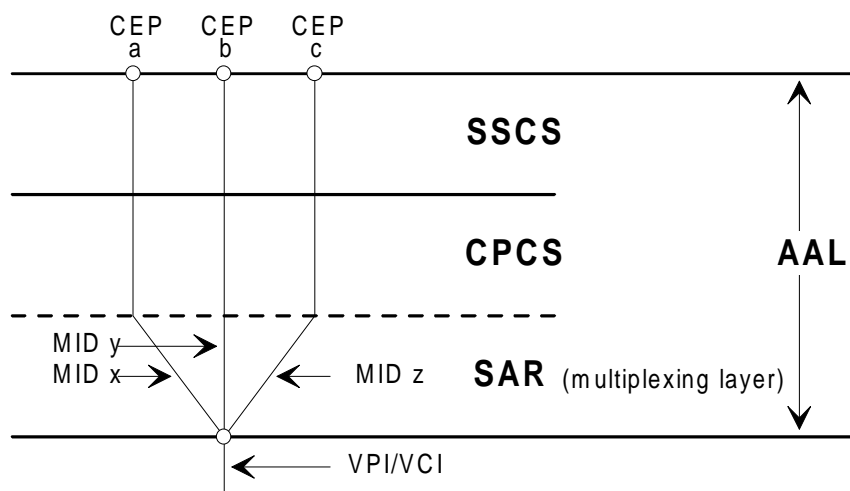 CEP CEP CEP
a b c
SSCS
CPCS
AAL
MID y
MID x
MID z
SAR (multiplexing layer)
VPI/VCI